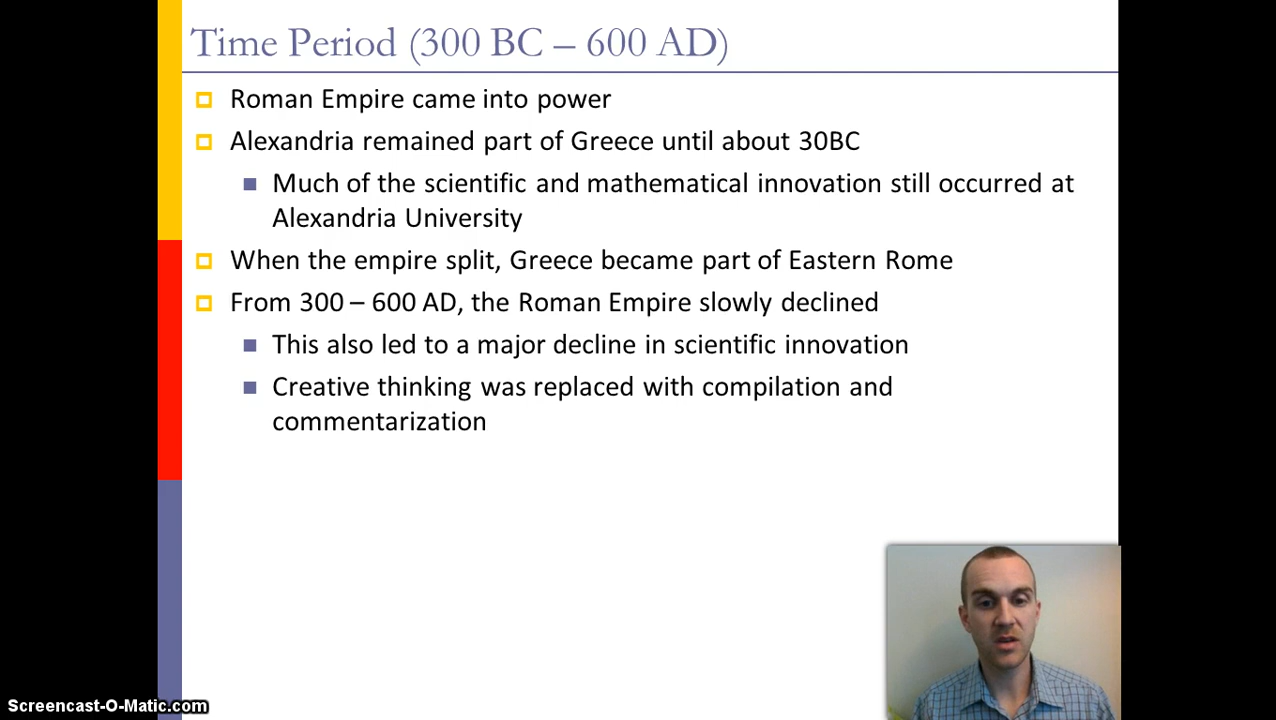 Time Period (300 BC – 600 AD)
Roman Empire came into power
Alexandria remained part of Greece until about 30BC
Much of the scientific and mathematical innovation still occurred at
Alexandria University
When the empire split, Greece became part of Eastern Rome
From 300 – 600 AD, the Roman Empire slowly declined
This also led to a major decline in scientific innovation
Creative thinking was replaced with compilation and
commentarization
Screencast-O-Matic.com